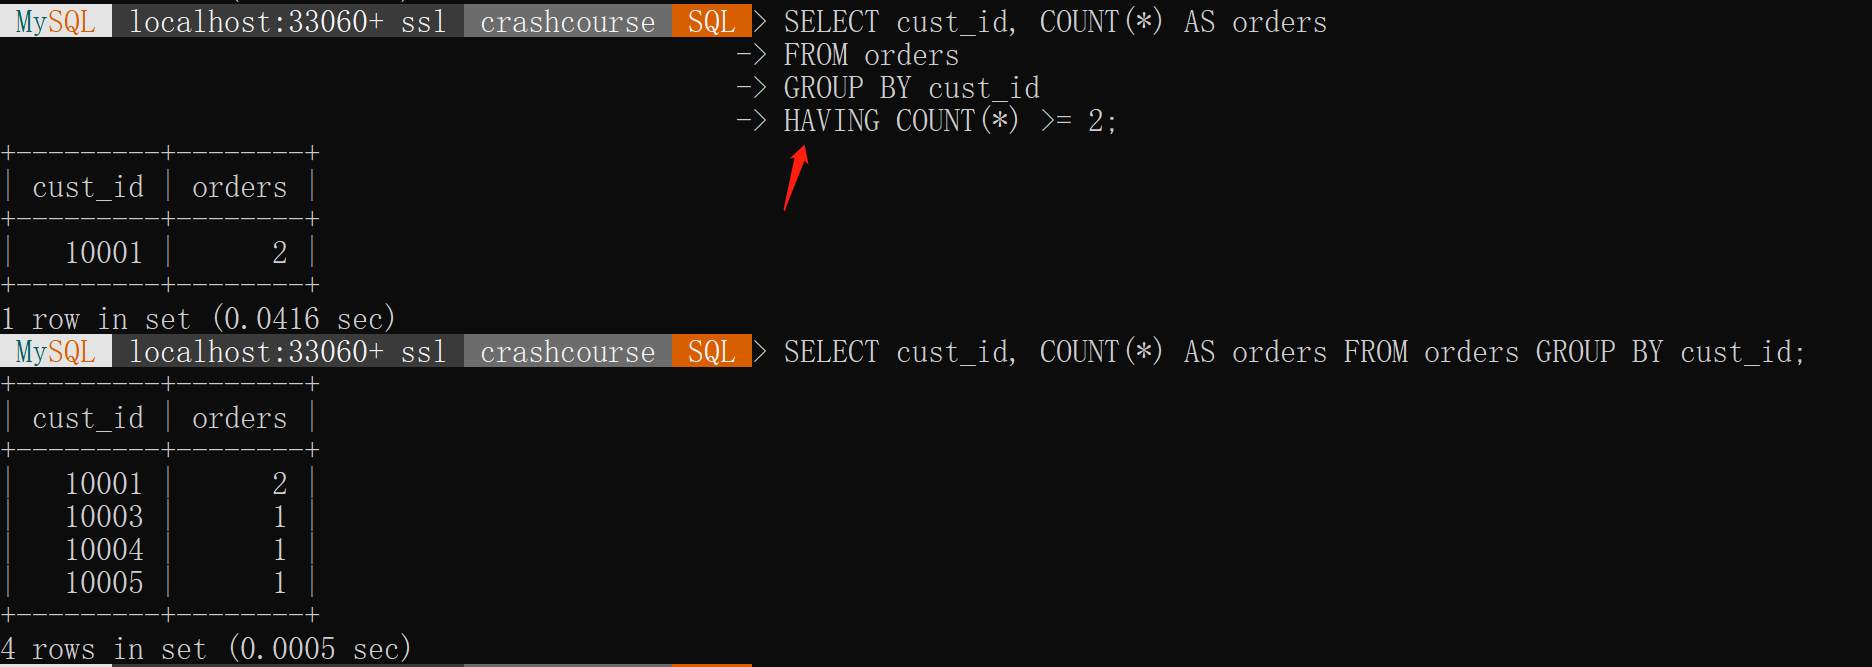 MySQL localhost:33060+ ssl crashcourse SQL > SELECT cust_id, COUNT(*) AS orders
-> FROM orders
-> GROUP BY cust_id
-> HAVING COUNT(*) >= 2;
+---------+--------+
| cust_id | orders |
+---------+--------+
|   10001 |      2 |
+---------+--------+
1 row in set (0.0416 sec)
MySQL localhost:33060+ ssl crashcourse SQL > SELECT cust_id, COUNT(*) AS orders FROM orders GROUP BY cust_id;
+---------+--------+
| cust_id | orders |
+---------+--------+
|   10001 |      2 |
|   10003 |      1 |
|   10004 |      1 |
|   10005 |      1 |
+---------+--------+
4 rows in set (0.0005 sec)